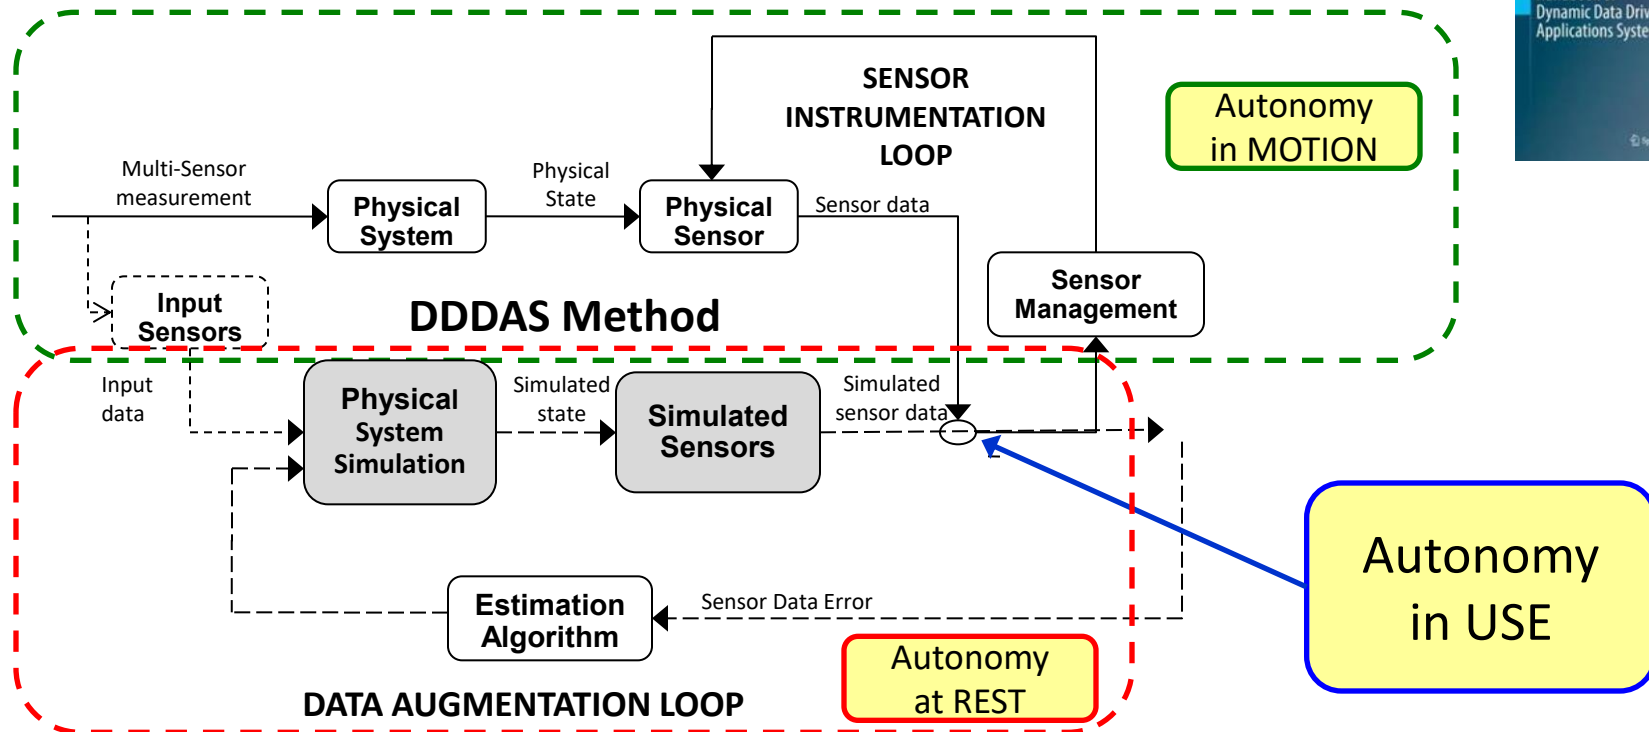 Dynamic Data
Applications
SENSOR
INSTRUMENTATION
LOOP
Autonomy
in MOTION
Multi-Sensor
measurement
Physical
System
Physical
State
Physical
Sensor
Sensor data
Input
Sensors
DDDAS Method
Sensor
Management
Input
data
Physical
System
Simulation
Simulated
state
Simulated
Sensors
Simulated
sensor data
Autonomy
in USE
Estimation
Algorithm
Sensor Data Error
Autonomy
at REST
DATA AUGMENTATION LOOP